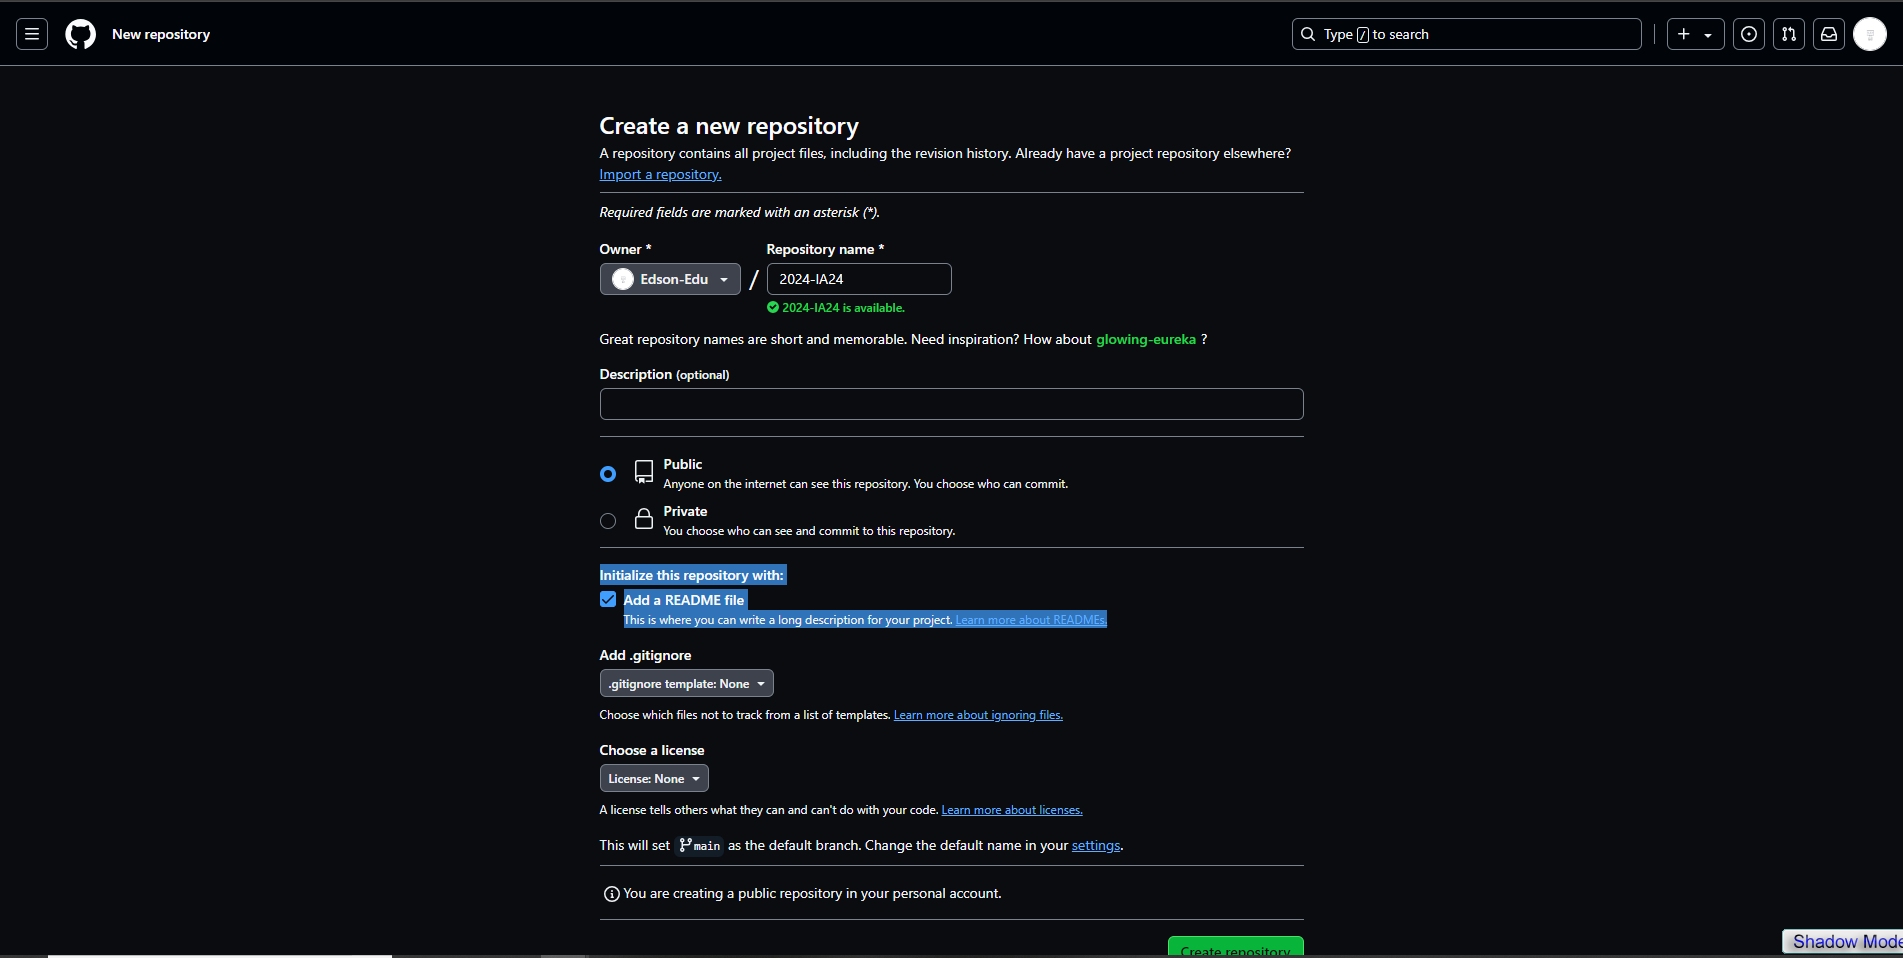 New repository
Type / to search
Create a new repository
A repository contains all project files, including the revision history. Already have a project repository elsewhere?
Import a repository.
Required fields are marked with an asterisk (*).
Owner *
Repository name *
Edson-Edu
/
2024-IA24
2024-IA24 is available.
Great repository names are short and memorable. Need inspiration? How about glowing-eureka ?
Description (optional)
Public
Anyone on the internet can see this repository. You choose who can commit.
Private
You choose who can see and commit to this repository.
Initialize this repository with:
Add a README file
This is where you can write a long description for your project. Learn more about READMEs.
Add .gitignore
.gitignore template: None
Choose which files not to track from a list of templates. Learn more about ignoring files.
Choose a license
License: None
A license tells others what they can and can't do with your code. Learn more about licenses.
This will set main as the default branch. Change the default name in your settings.
You are creating a public repository in your personal account.
Create repository
Shadow Mode